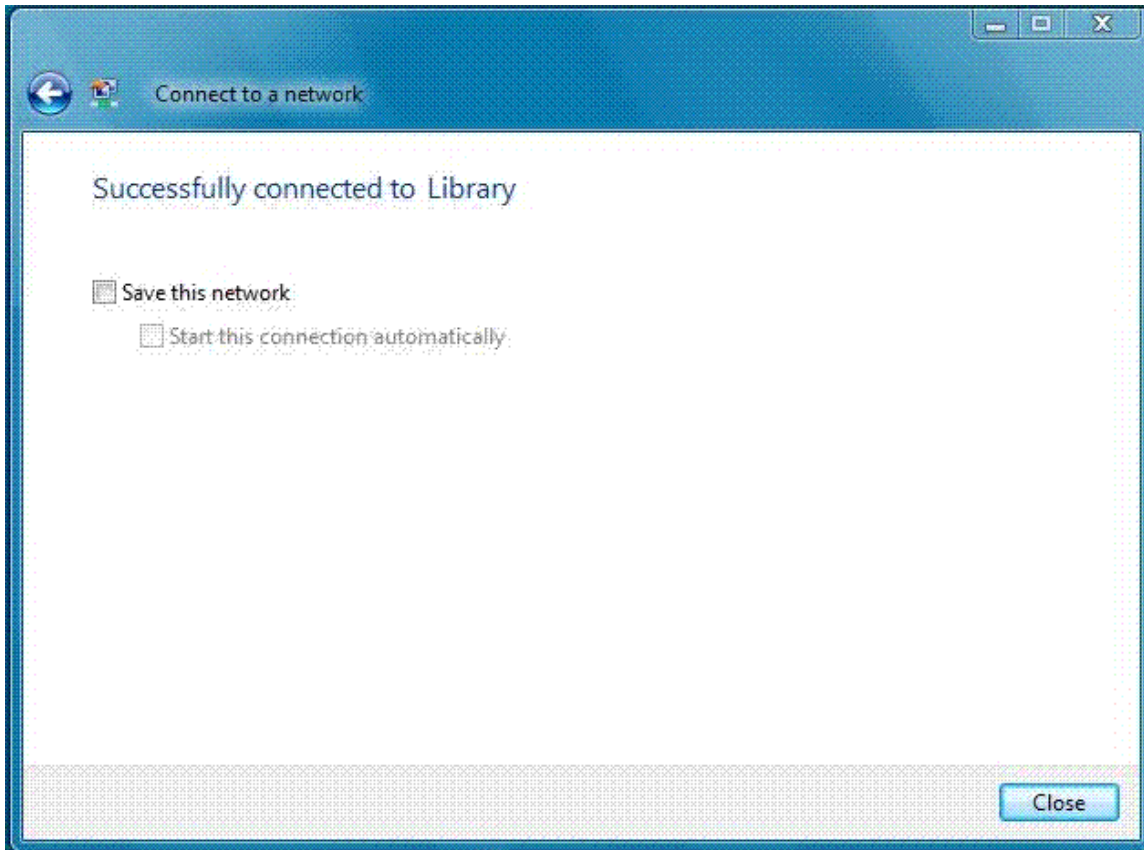 Connect to a network
Successfully connected to Library
Save this network
Start this connection automatically
Close